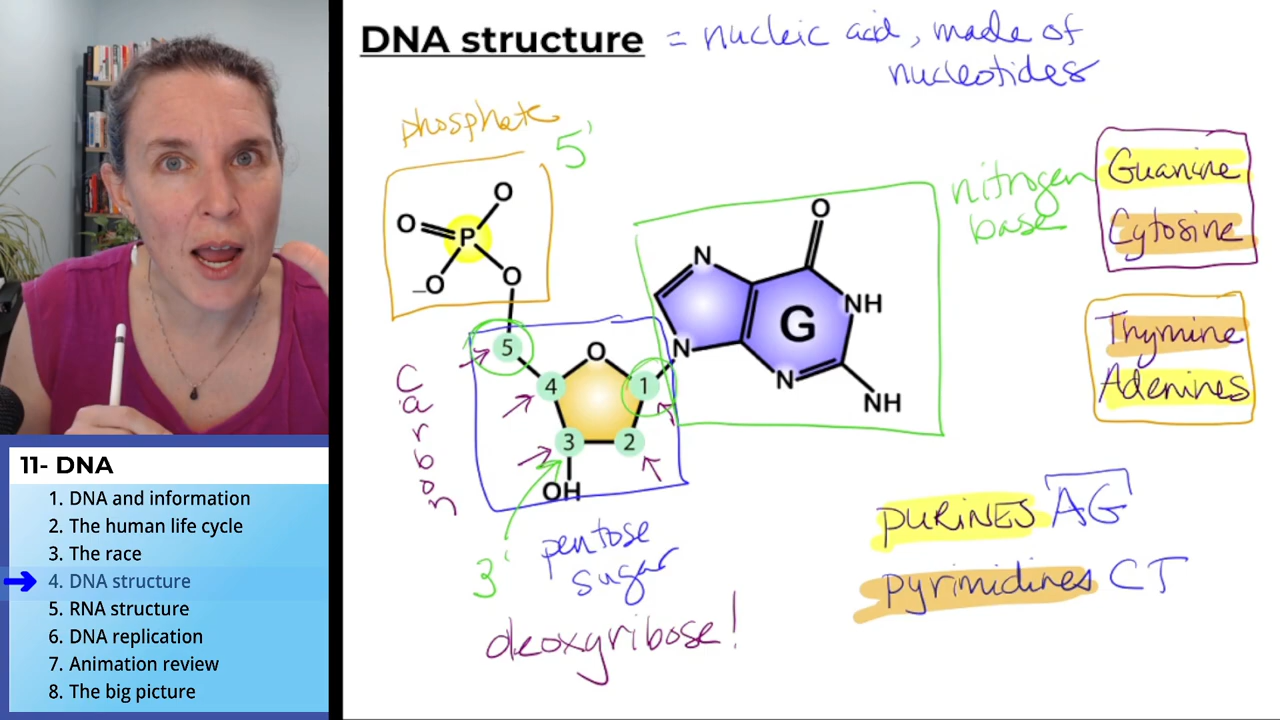 DNA structure = nucleic acid, made of
nucleotides
phosphate
5'
O
O
P
_O
O
nitrogen
base
Guanine
Cytosine
Thymine
Adenines
N
O
NH
G
N
N
NH
5
4
O
1
3
2
OH
Carbon
3'
pentose
sugar
deoxyribose!
PURINES AG
pyrimidines CT
11- DNA
1. DNA and information
2. The human life cycle
3. The race
4. DNA structure
5. RNA structure
6. DNA replication
7. Animation review
8. The big picture